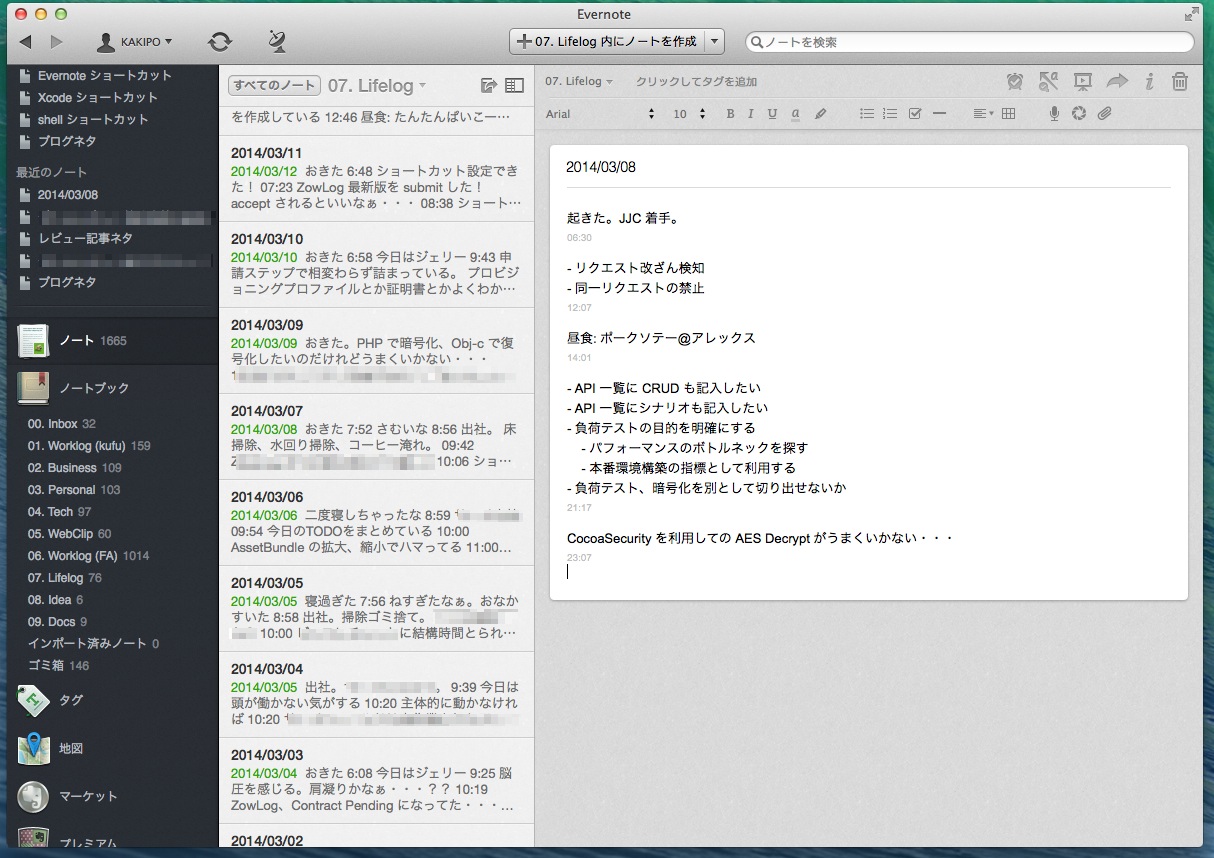 Evernote
KAKIPO
07. Lifelog 内にノートを作成
ノートを検索
Evernote ショートカット
Xcode ショートカット
shell ショートカット
ブログネタ
最近のノート
2014/03/08
レビュー記事ネタ
ブログネタ
ノート 1665
ノートブック
00. Inbox 32
01. Worklog (kufu) 159
02. Business 109
03. Personal 103
04. Tech 97
05. WebClip 60
06. Worklog (FA) 1014
07. Lifelog 76
08. Idea 6
09. Docs 9
インポート済みノート 0
ゴミ箱 146
タグ
地図
マーケット
プレミアム
すべてのノート 07. Lifelog
を作成している 12:46 昼食: たんたんぱいこー…
2014/03/11
2014/03/12 おきた 6:48 ショートカット設定でき
た！ 07:23 ZowLog 最新版を submit した！
accept されるといいなぁ・・・ 08:38 ショート…
2014/03/10
2014/03/10 おきた 6:58 今日はジェリー 9:43 申
請ステップで相変わらず詰まっている。 プロビジ
ョニングプロファイルとか証明書とかよくわか…
2014/03/09
2014/03/09 おきた。PHP で暗号化、Obj-c で復
号化したいのだけれどうまくいかない・・・
2014/03/07
2014/03/08 おきた 7:52 さむいな 8:56 出社。 床
掃除、水回り掃除、コーヒー淹れ。 09:42
10:06 ショ…
2014/03/06
2014/03/06 二度寝しちゃったな 8:59
09:54 今日のTODOをまとめている 10:00
AssetBundle の拡大、縮小でハマってる 11:00…
2014/03/05
2014/03/05 寝過ぎた 7:56 ねすぎたなぁ。おなか
すいた 8:58 出社。掃除ゴミ捨て。
10:00 に結構時間とられ…
2014/03/04
2014/03/05 出社。 9:39 今日は
頭が働かない気がする 10:20 主体的に動かなけれ
ば 10:20
2014/03/03
2014/03/04 おきた 6:08 今日はジェリー 9:25 脳
圧を感じる。肩凝りかなぁ・・・？？ 10:19
ZowLog、Contract Pending になってた・・・…
2014/03/02
07. Lifelog クリックしてタグを追加
Arial 10 B I U a
2014/03/08
起きた。JJC 着手。
06:30
- リクエスト改ざん検知
- 同一リクエストの禁止
12:07
昼食: ポークソテー@アレックス
14:01
- API 一覧に CRUD も記入したい
- API 一覧にシナリオも記入したい
- 負荷テストの目的を明確にする
- パフォーマンスのボトルネックを探す
- 本番環境構築の指標として利用する
- 負荷テスト、暗号化を別として切り出せないか
21:17
CocoaSecurity を利用しての AES Decrypt がうまくいかない・・・
23:07